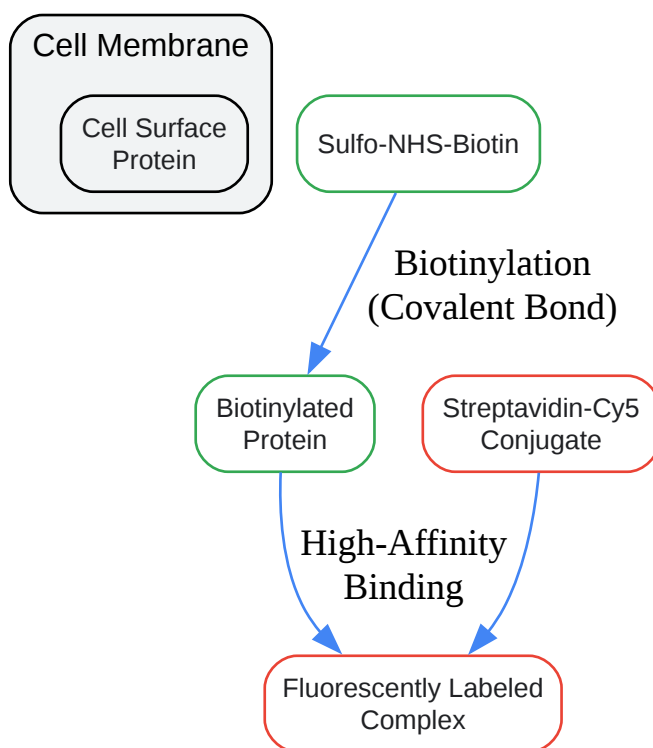 Cell Membrane
Cell Surface
Protein
Sulfo-NHS-Biotin
Biotinylation
(Covalent Bond)
Biotinylated
Protein
Streptavidin-Cy5
Conjugate
High-Affinity
Binding
Fluorescently Labeled
Complex